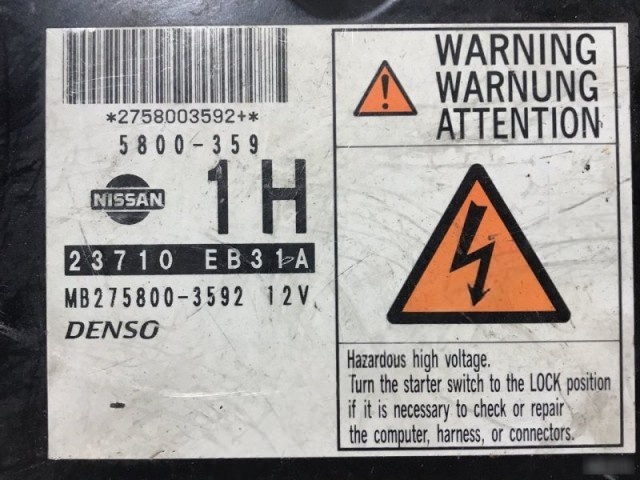 *2758003592+*
5800-359
NISSAN
1H
23710 EB31A
MB275800-3592 12V
DENSO
WARNING
WARNUNG
ATTENTION
Hazardous high voltage.
Turn the starter switch to the LOCK position
if it is necessary to check or repair
the computer, harness, or connectors.